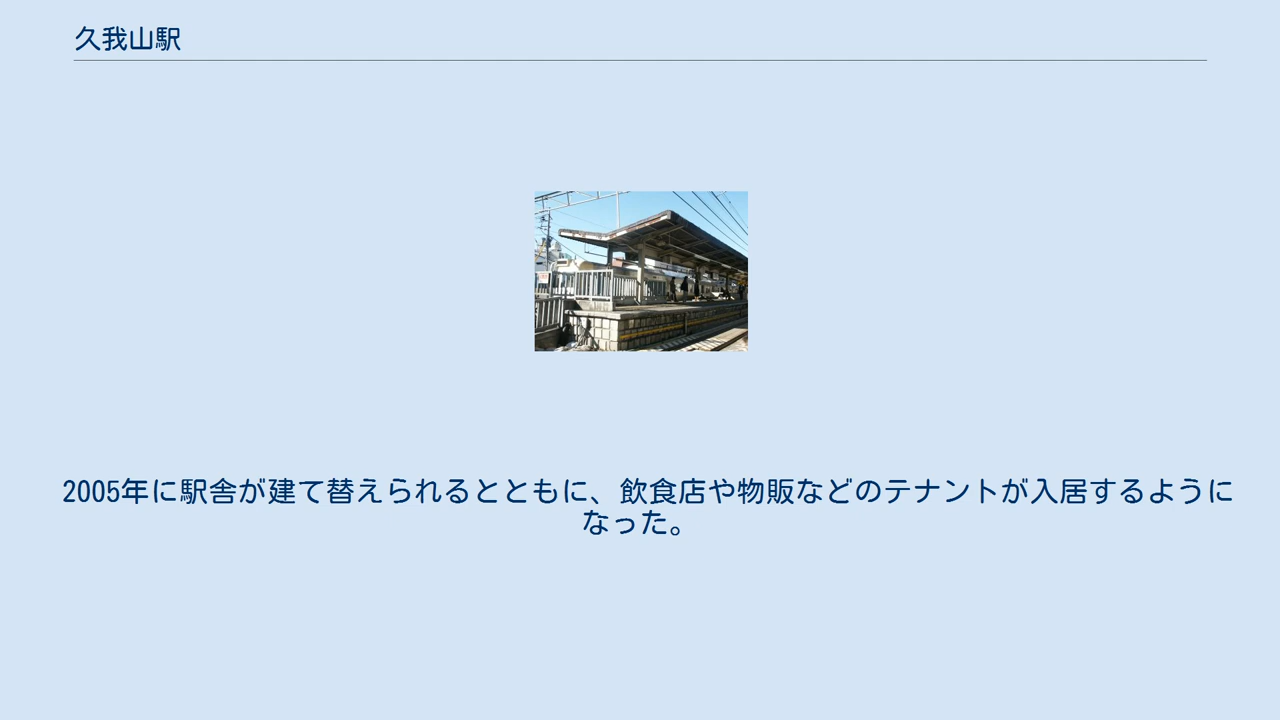 久我山駅
2005年に駅舎が建て替えられるとともに、飲食店や物販などのテナントが入居するように
なった。